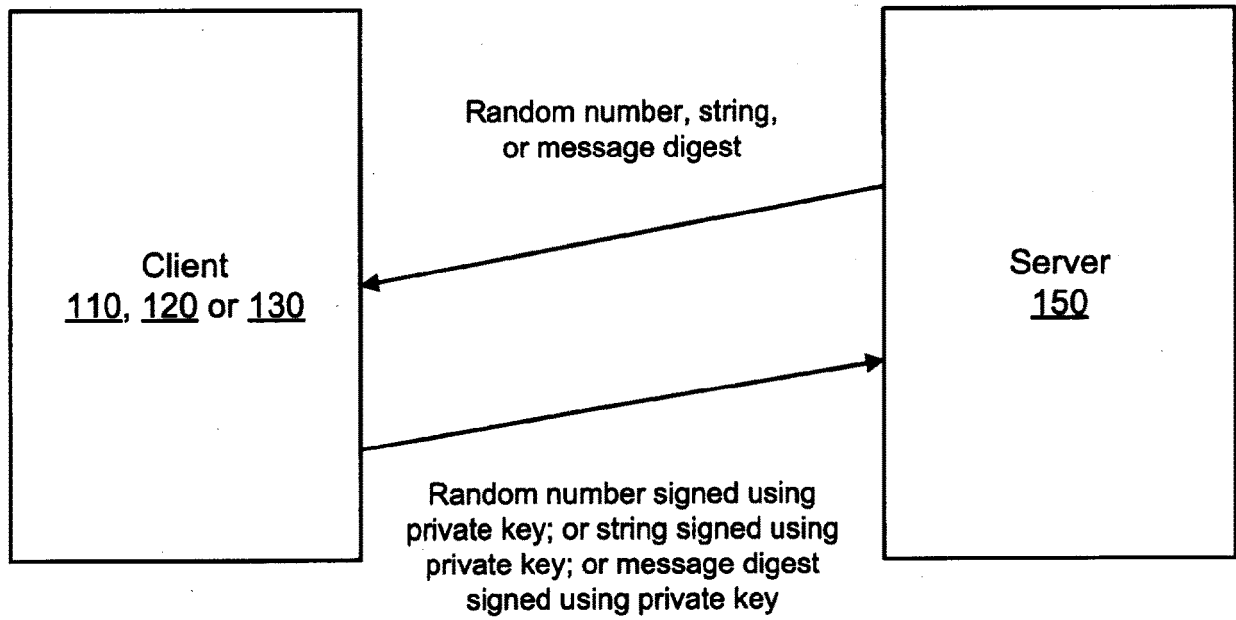 Random number, string,
or message digest
Client
110, 120 or 130
Server
150
Random number signed using
private key; or string signed using
private key; or message digest
signed using private key